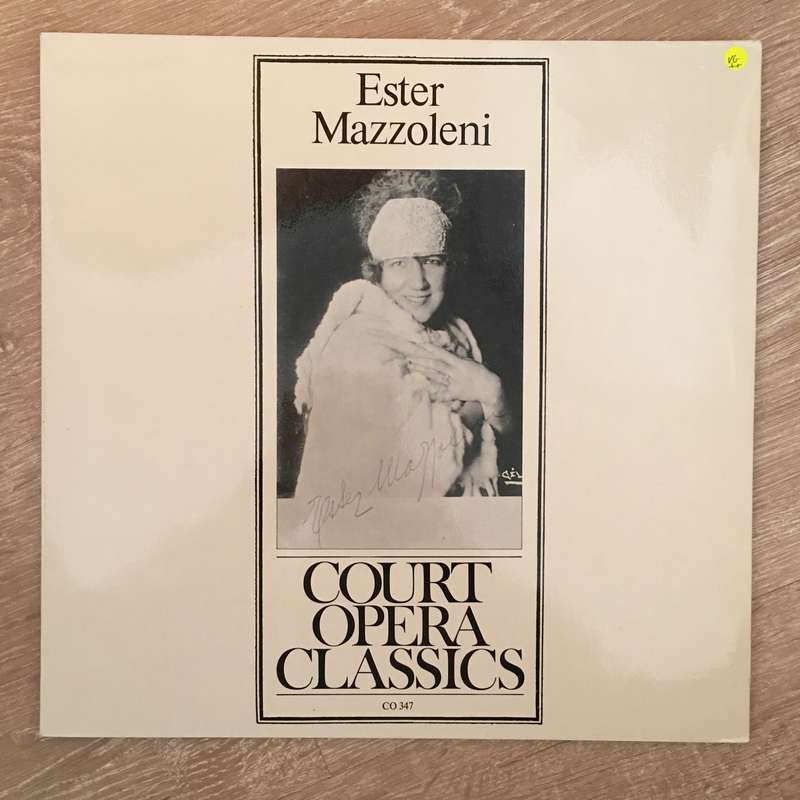 Ester
Mazzoleni
COURT
OPERA
CLASSICS
CO 347